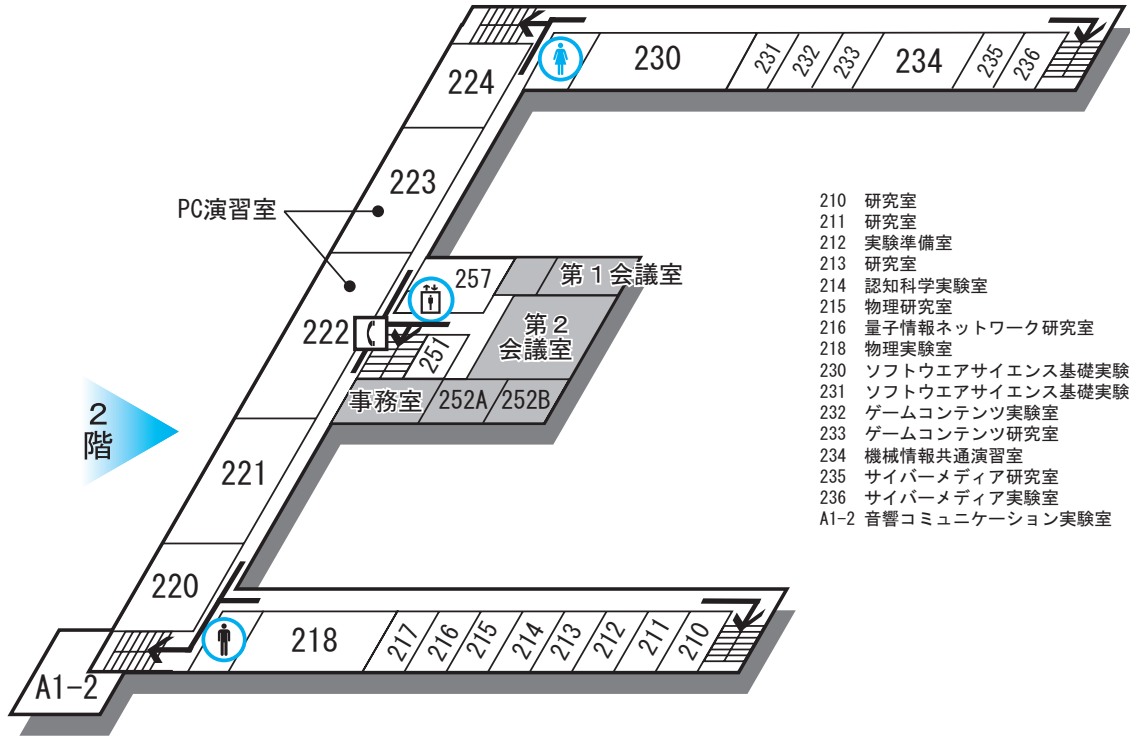 230
231
232
233
234
235
236
224
223
PC演習室
257
第１会議室
第２
会議室
222
251
事務室
252A
252B
2
階
221
220
218
217
216
215
214
213
212
211
210
A1-2
210 研究室
211 研究室
212 実験準備室
213 研究室
214 認知科学実験室
215 物理研究室
216 量子情報ネットワーク研究室
218 物理実験室
230 ソフトウエアサイエンス基礎実験
231 ソフトウエアサイエンス基礎実験
232 ゲームコンテンツ実験室
233 ゲームコンテンツ研究室
234 機械情報共通演習室
235 サイバーメディア研究室
236 サイバーメディア実験室
A1-2 音響コミュニケーション実験室